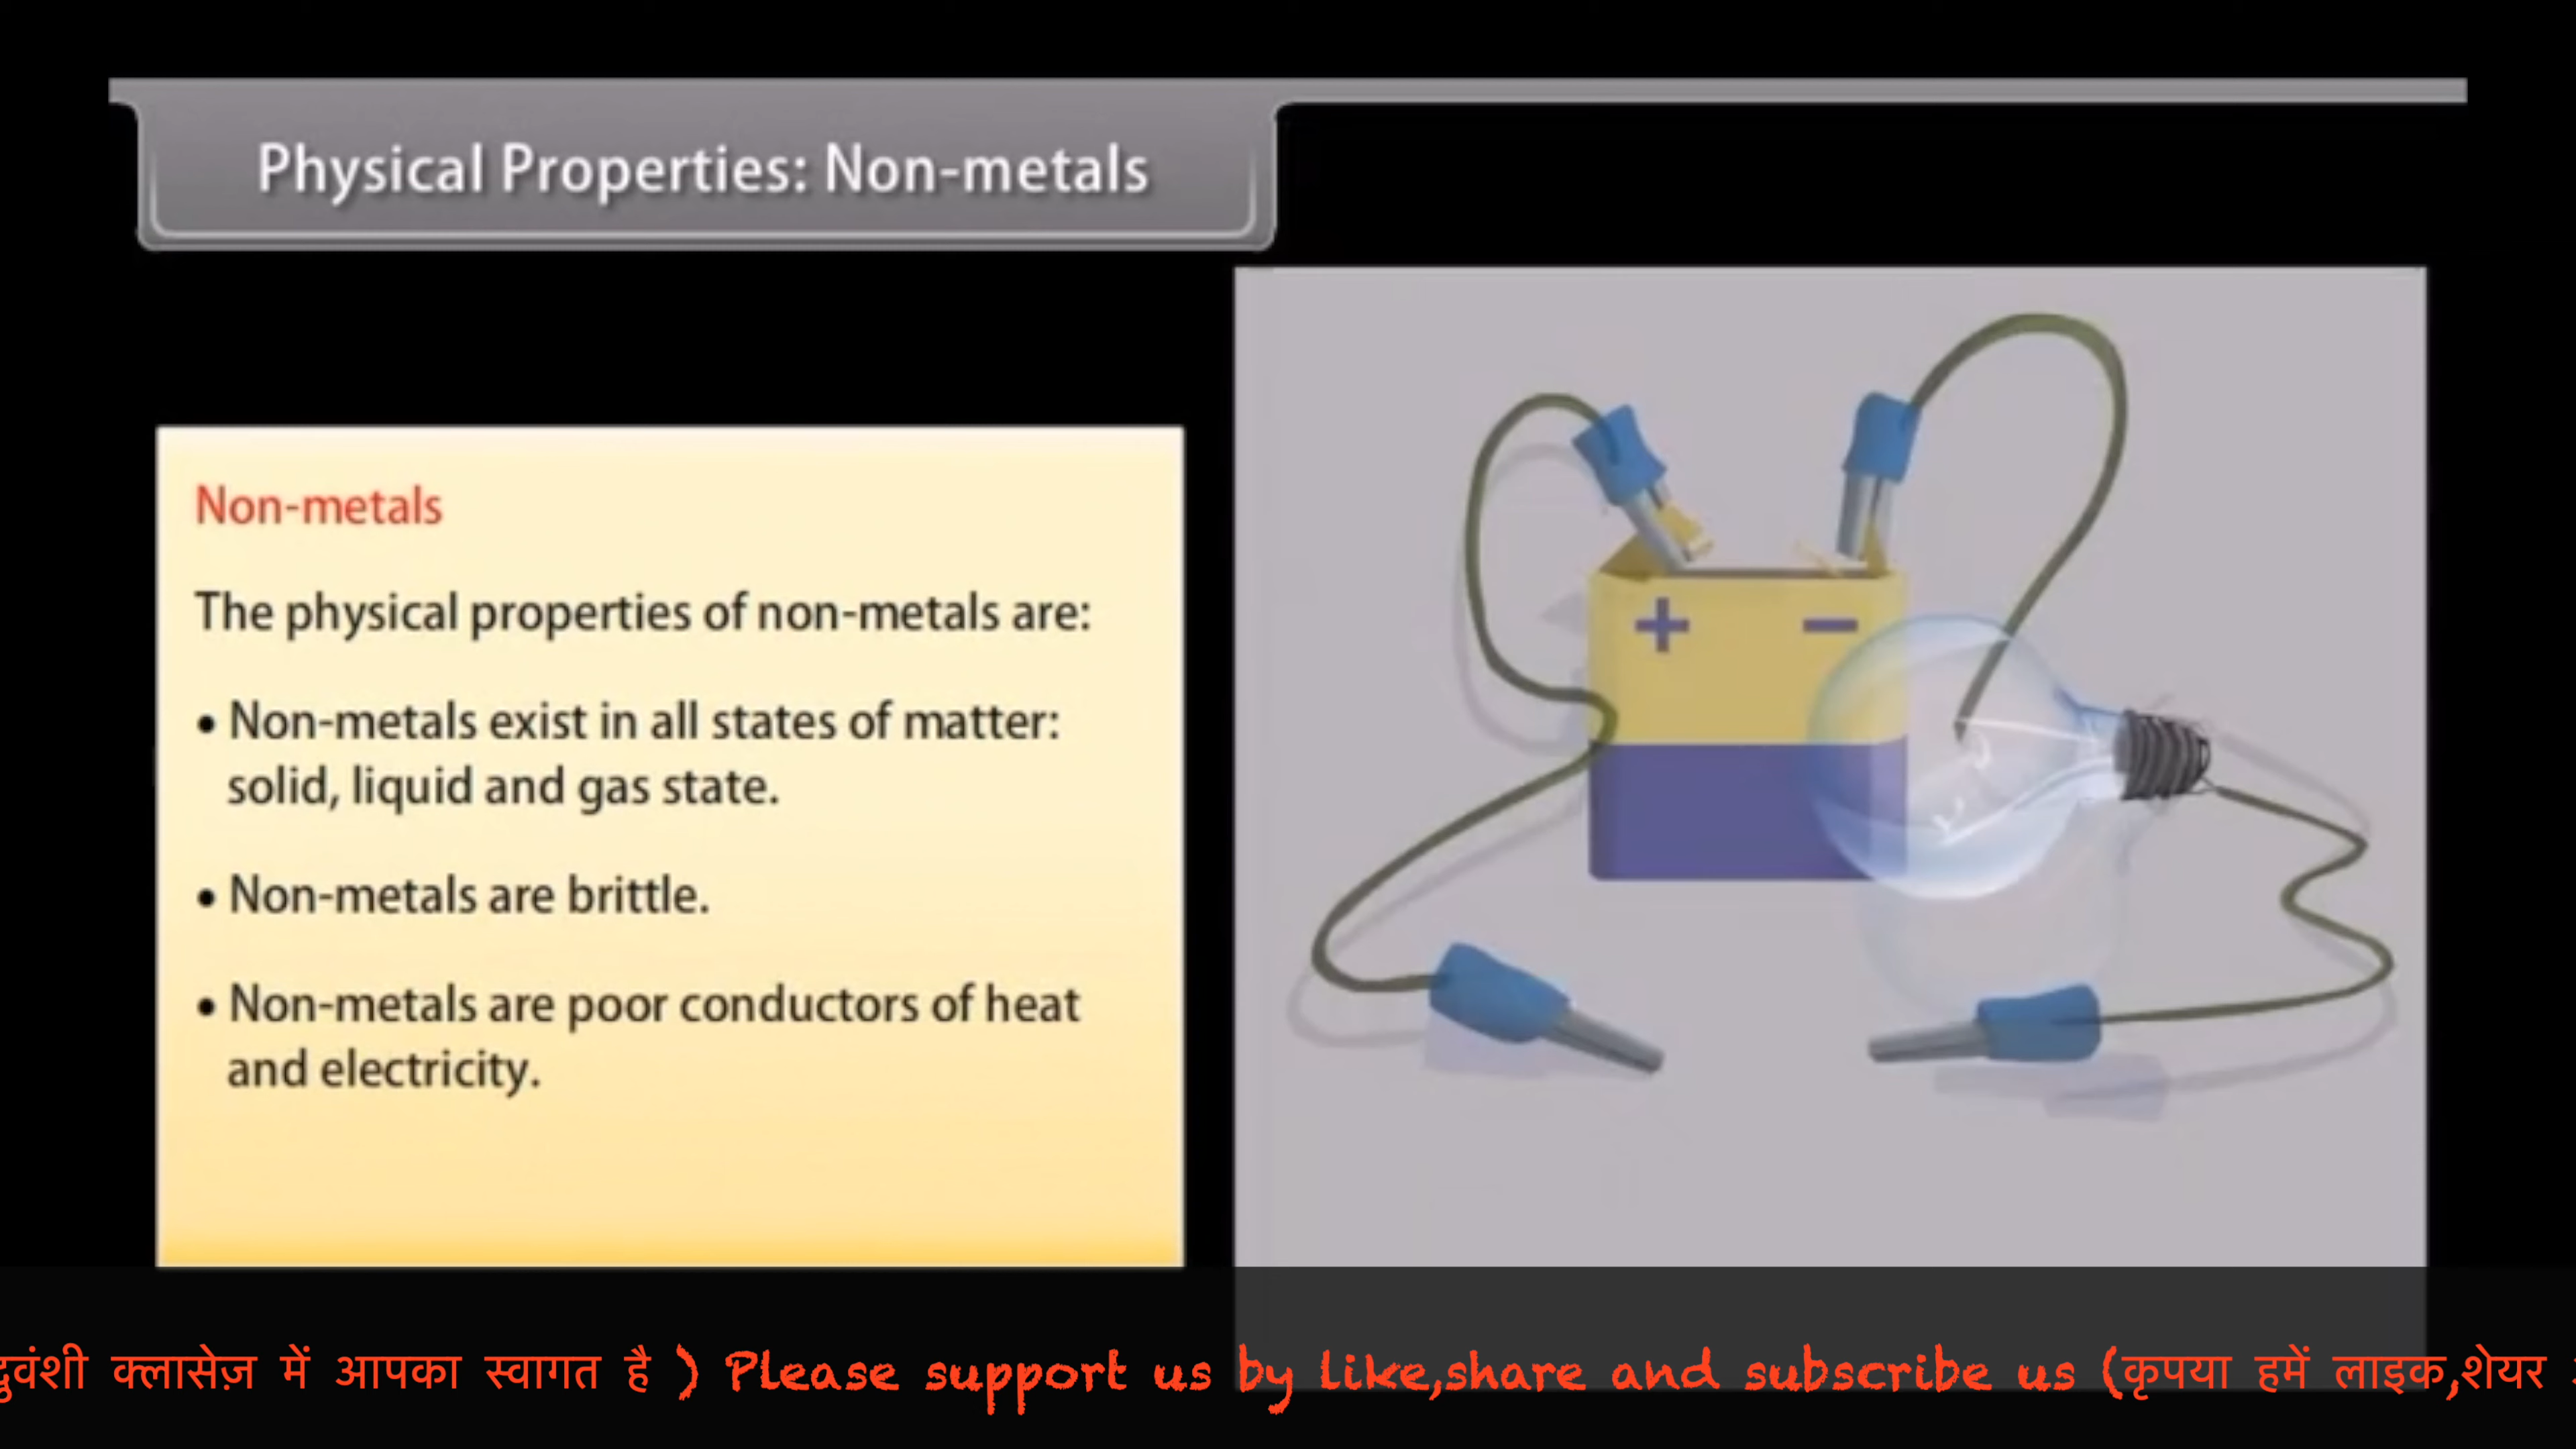 Physical Properties: Non-metals
Non-metals
The physical properties of non-metals are:
• Non-metals exist in all states of matter:
solid, liquid and gas state.
• Non-metals are brittle.
• Non-metals are poor conductors of heat
and electricity.
+ −
क्लासेज़ में आपका स्वागत है ) Please support us by like,share and subscribe us (कृपया हमें लाइक,शेयर